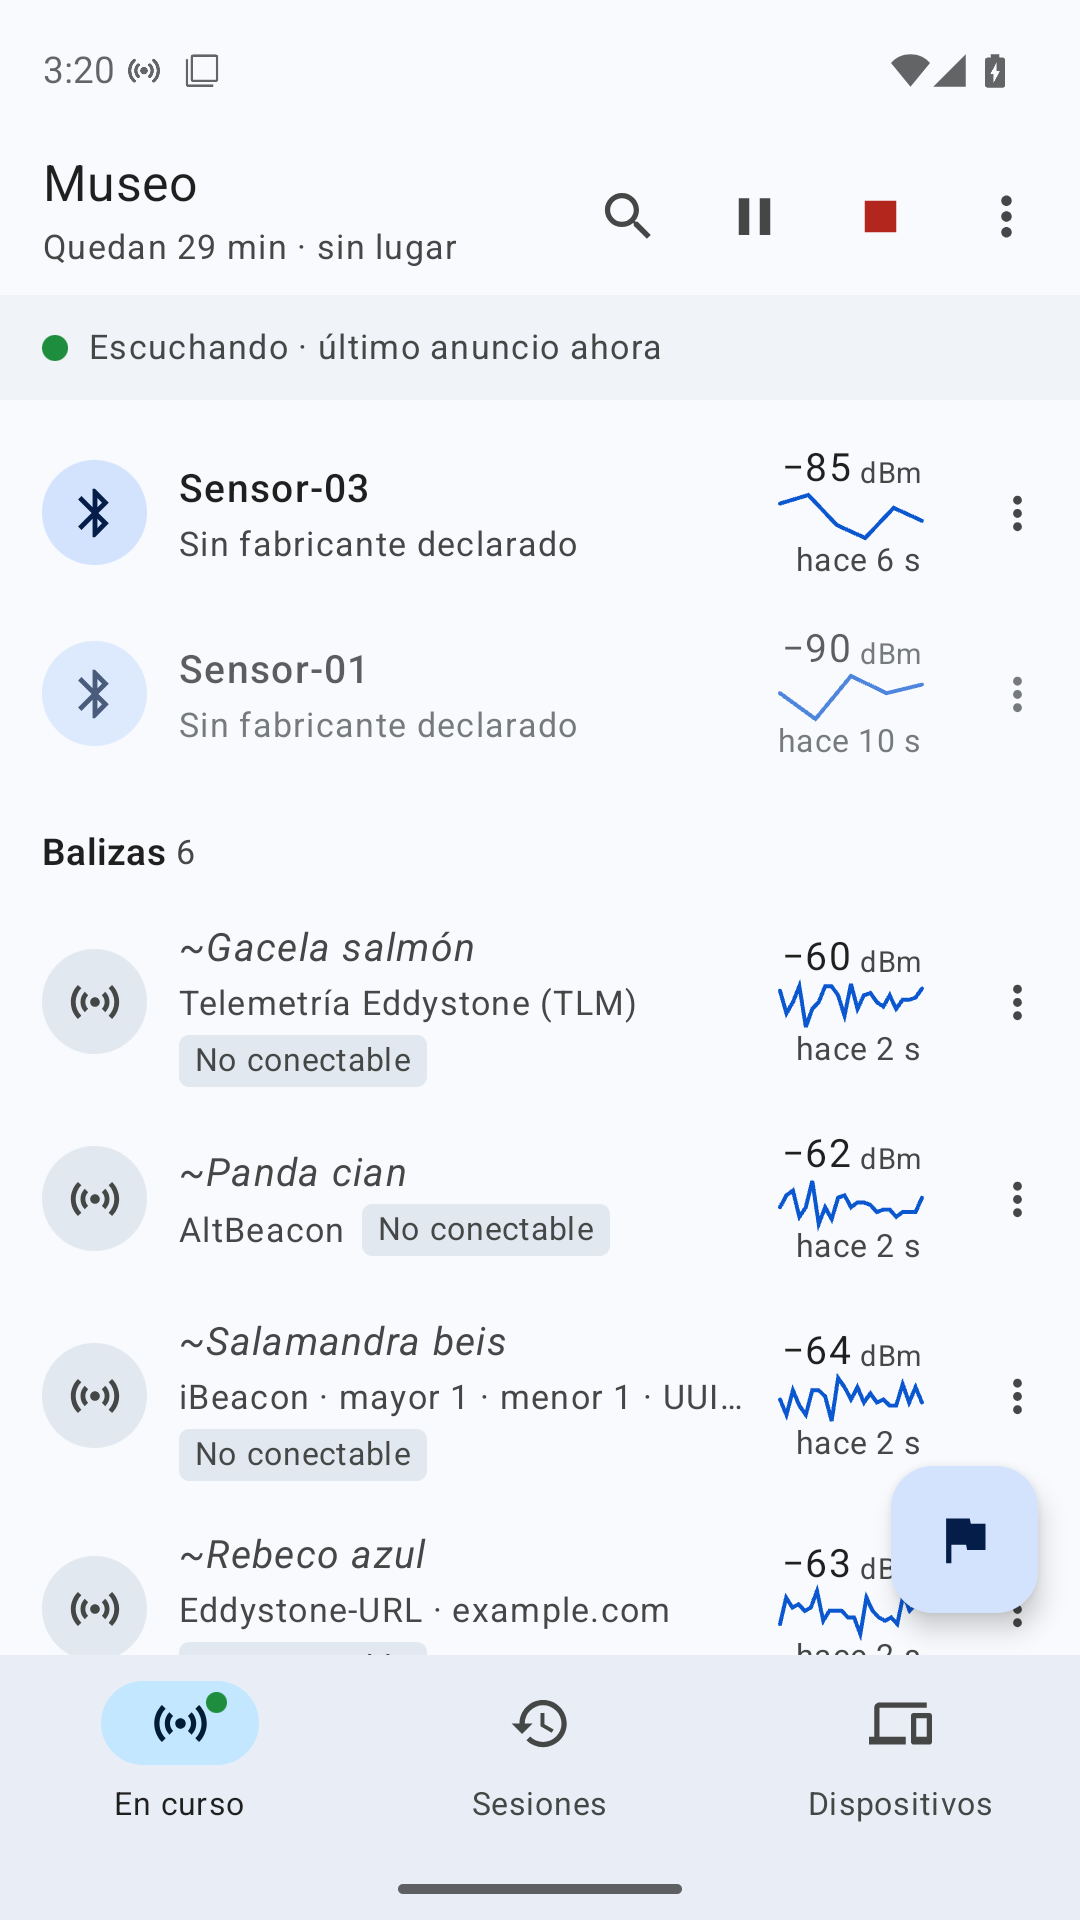 3:20
Museo
Quedan 29 min · sin lugar
Escuchando · último anuncio ahora
Sensor-03
Sin fabricante declarado
−85 dBm
hace 6 s
Sensor-01
Sin fabricante declarado
−90 dBm
hace 10 s
Balizas 6
~Gacela salmón
Telemetría Eddystone (TLM)
No conectable
−60 dBm
hace 2 s
~Panda cian
AltBeacon No conectable
−62 dBm
hace 2 s
~Salamandra beis
iBeacon · mayor 1 · menor 1 · UUI…
No conectable
−64 dBm
hace 2 s
~Rebeco azul
Eddystone-URL · example.com
−63
En curso
Sesiones
Dispositivos